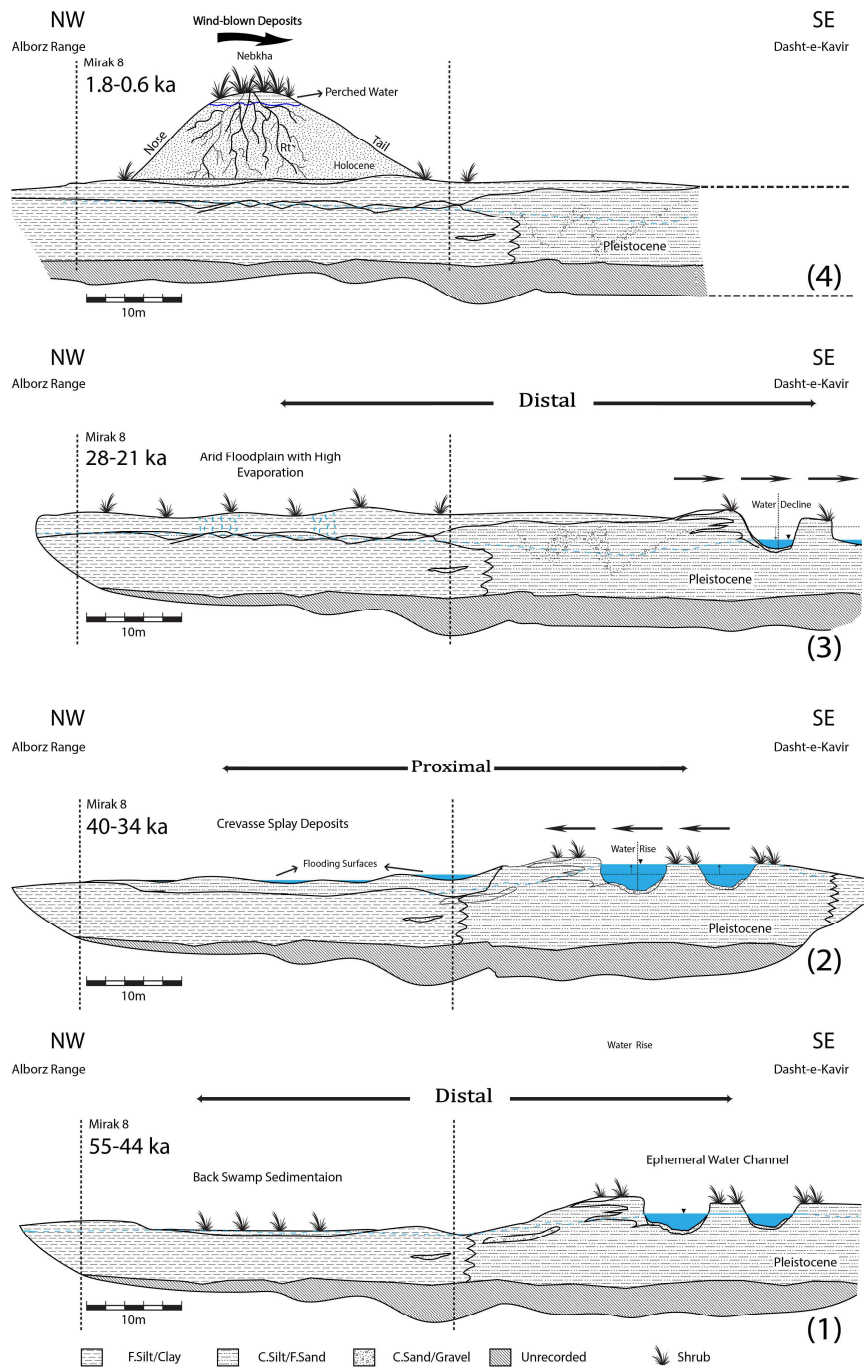 NW
SE
Alborz Range
Wind-blown Deposits
Dasht-e-Kavir
Nebkha
Mirak 8
1.8-0.6 ka
Perched Water
Nose
Tail
Rt
Holocene
Pleistocene
(4)
10m
NW
SE
Alborz Range
Dasht-e-Kavir
Distal
Mirak 8
28-21 ka
Arid Floodplain with High
Evaporation
Water Decline
Pleistocene
10m
(3)
NW
SE
Alborz Range
Dasht-e-Kavir
Proximal
Mirak 8
40-34 ka
Crevasse Splay Deposits
Flooding Surfaces
Water Rise
Pleistocene
(2)
10m
NW
SE
Water Rise
Alborz Range
Dasht-e-Kavir
Distal
Mirak 8
55-44 ka
Ephemeral Water Channel
Back Swamp Sedimentaion
Pleistocene
10m
(1)
F.Silt/Clay
C.Silt/F.Sand
C.Sand/Gravel
Unrecorded
Shrub